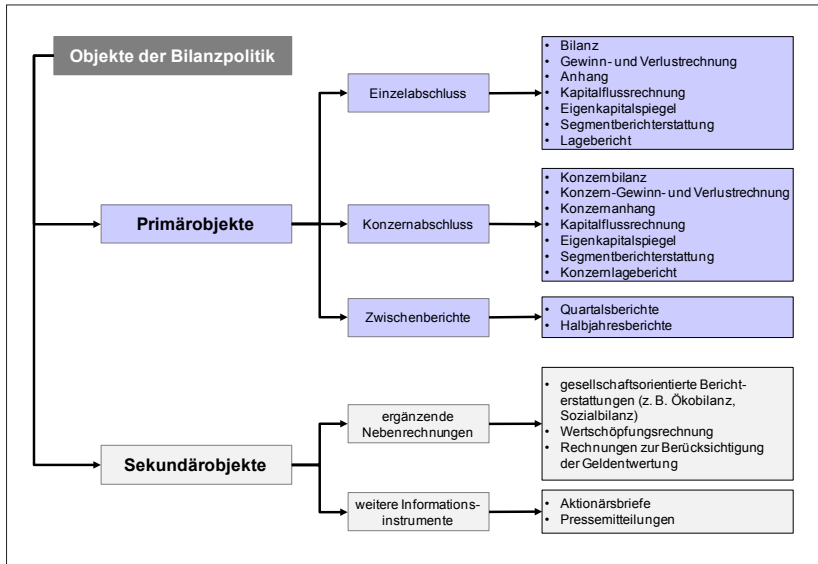 Objekte der Bilanzpolitik
Primärobjekte
Einzelabschluss
• Bilanz
• Gewinn- und Verlustrechnung
• Anhang
• Kapitalflussrechnung
• Eigenkapitalspiegel
• Segmentberichterstattung
• Lagebericht
Konzernabschluss
• Konzernbilanz
• Konzern-Gewinn- und Verlustrechnung
• Konzernanhang
• Kapitalflussrechnung
• Eigenkapitalspiegel
• Segmentberichterstattung
• Konzernlagebericht
Zwischenberichte
• Quartalsberichte
• Halbjahresberichte
Sekundärobjekte
ergänzende
Nebenrechnungen
• gesellschaftsorientierte Bericht-
erstattungen (z. B. Ökobilanz,
Sozialbilanz)
• Wertschöpfungsrechnung
• Rechnungen zur Berücksichtigung
der Geldentwertung
weitere Informations-
instrumente
• Aktionärsbriefe
• Pressemitteilungen